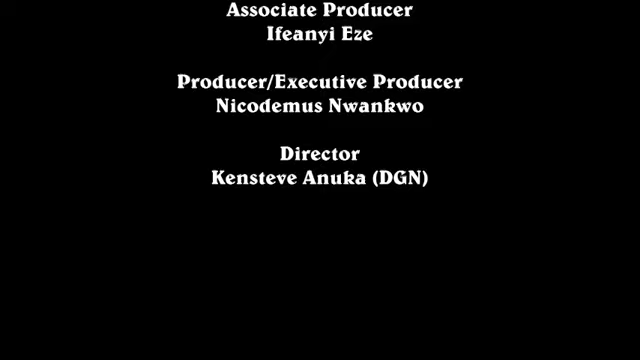 Associate Producer
Ifeanyi Eze
Producer/Executive Producer
Nicodemus Nwankwo
Director
Kensteve Anuka (DGN)